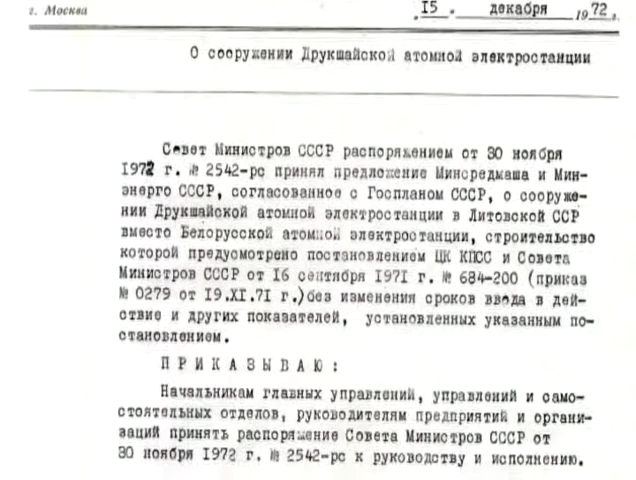 г. Москва
„15 " декабря 1972 г.
О сооружении Друкшайской атомной электростанции
Совет Министров СССР распоряжением от 30 ноября
1972 г. № 2542-рс принял предложение Минсредмаша и Мин-
энерго СССР, согласованное с Госпланом СССР, о сооруже-
нии Друкшайской атомной электростанции в Литовской ССР
вместо Белорусской атомной электростанции, строительство
которой предусмотрено постановлением ЦК КПСС и Совета
Министров СССР от 16 сентября 1971 г. № 684-200 (приказ
№ 0279 от 19.XI.71 г.)без изменения сроков ввода в дей-
ствие и других показателей, установленных указанным по-
становлением.
П Р И К А З Ы В А Ю :
Начальникам главных управлений, управлений и само-
стоятельных отделов, руководителям предприятий и органи-
заций принять распоряжение Совета Министров СССР от
30 ноября 1972 г. № 2542-рс к руководству и исполнению.